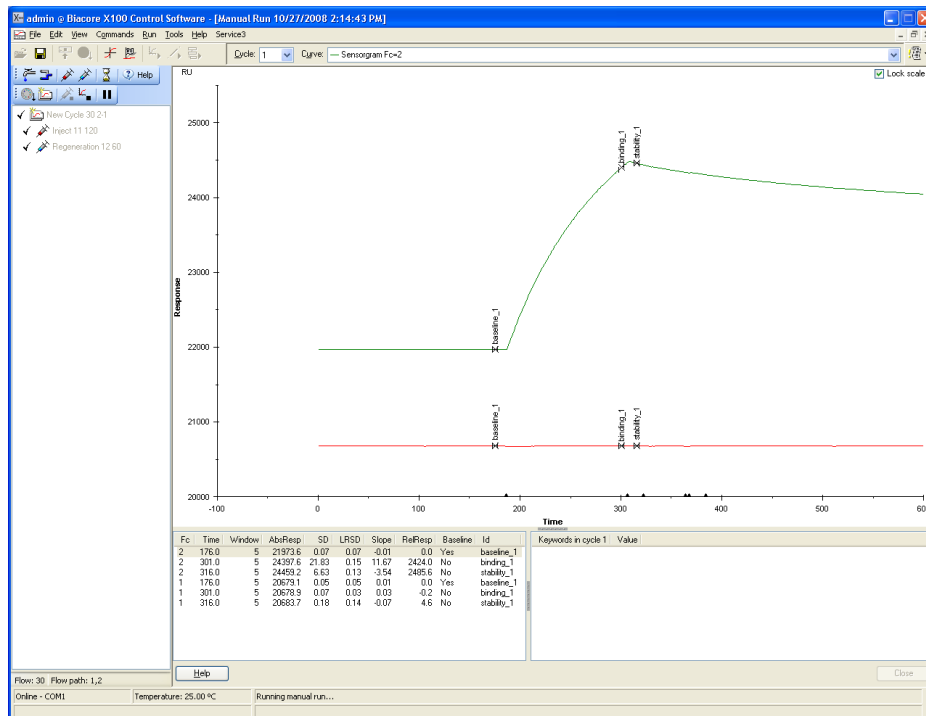 admin @ Biacore X100 Control Software - [Manual Run 10/27/2008 2:14:43 PM]
File Edit View Commands Run Tools Help Service3
Cycle: 1 Curve: Sensorgram Fc=2
Help
New Cycle 30 2-1
Inject 11 120
Regeneration 12 60
RU
Lock scale
25000
24000
23000
22000
21000
20000
Response
baseline_1
binding_1
stability_1
baseline_1
binding_1
stability_1
-100 0 100 200 300 400 500 600
Time
Fc Time Window AbsResp SD LRSD Slope RelResp Baseline Id
2 176.0 5 21973.6 0.07 0.07 -0.01 0.0 Yes baseline_1
2 301.0 5 24397.6 21.83 0.15 11.67 2424.0 No binding_1
2 316.0 5 24459.2 6.63 0.13 -3.54 2485.6 No stability_1
1 176.0 5 20679.1 0.05 0.05 0.01 0.0 Yes baseline_1
1 301.0 5 20678.9 0.07 0.03 0.03 -0.2 No binding_1
1 316.0 5 20683.7 0.18 0.14 -0.07 4.6 No stability_1
Keywords in cycle 1 Value
Help
Close
Flow: 30 Flow path: 1,2
Online - COM1 Temperature: 25.00 ºC Running manual run...